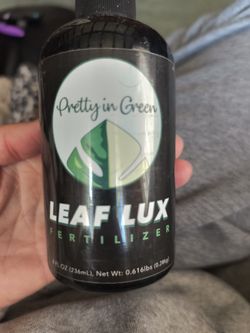 Pretty in Green
LEAF LUX
FERTILIZER
8 FL OZ (236mL), Net Wt: 0.616lbs (0.28kg)